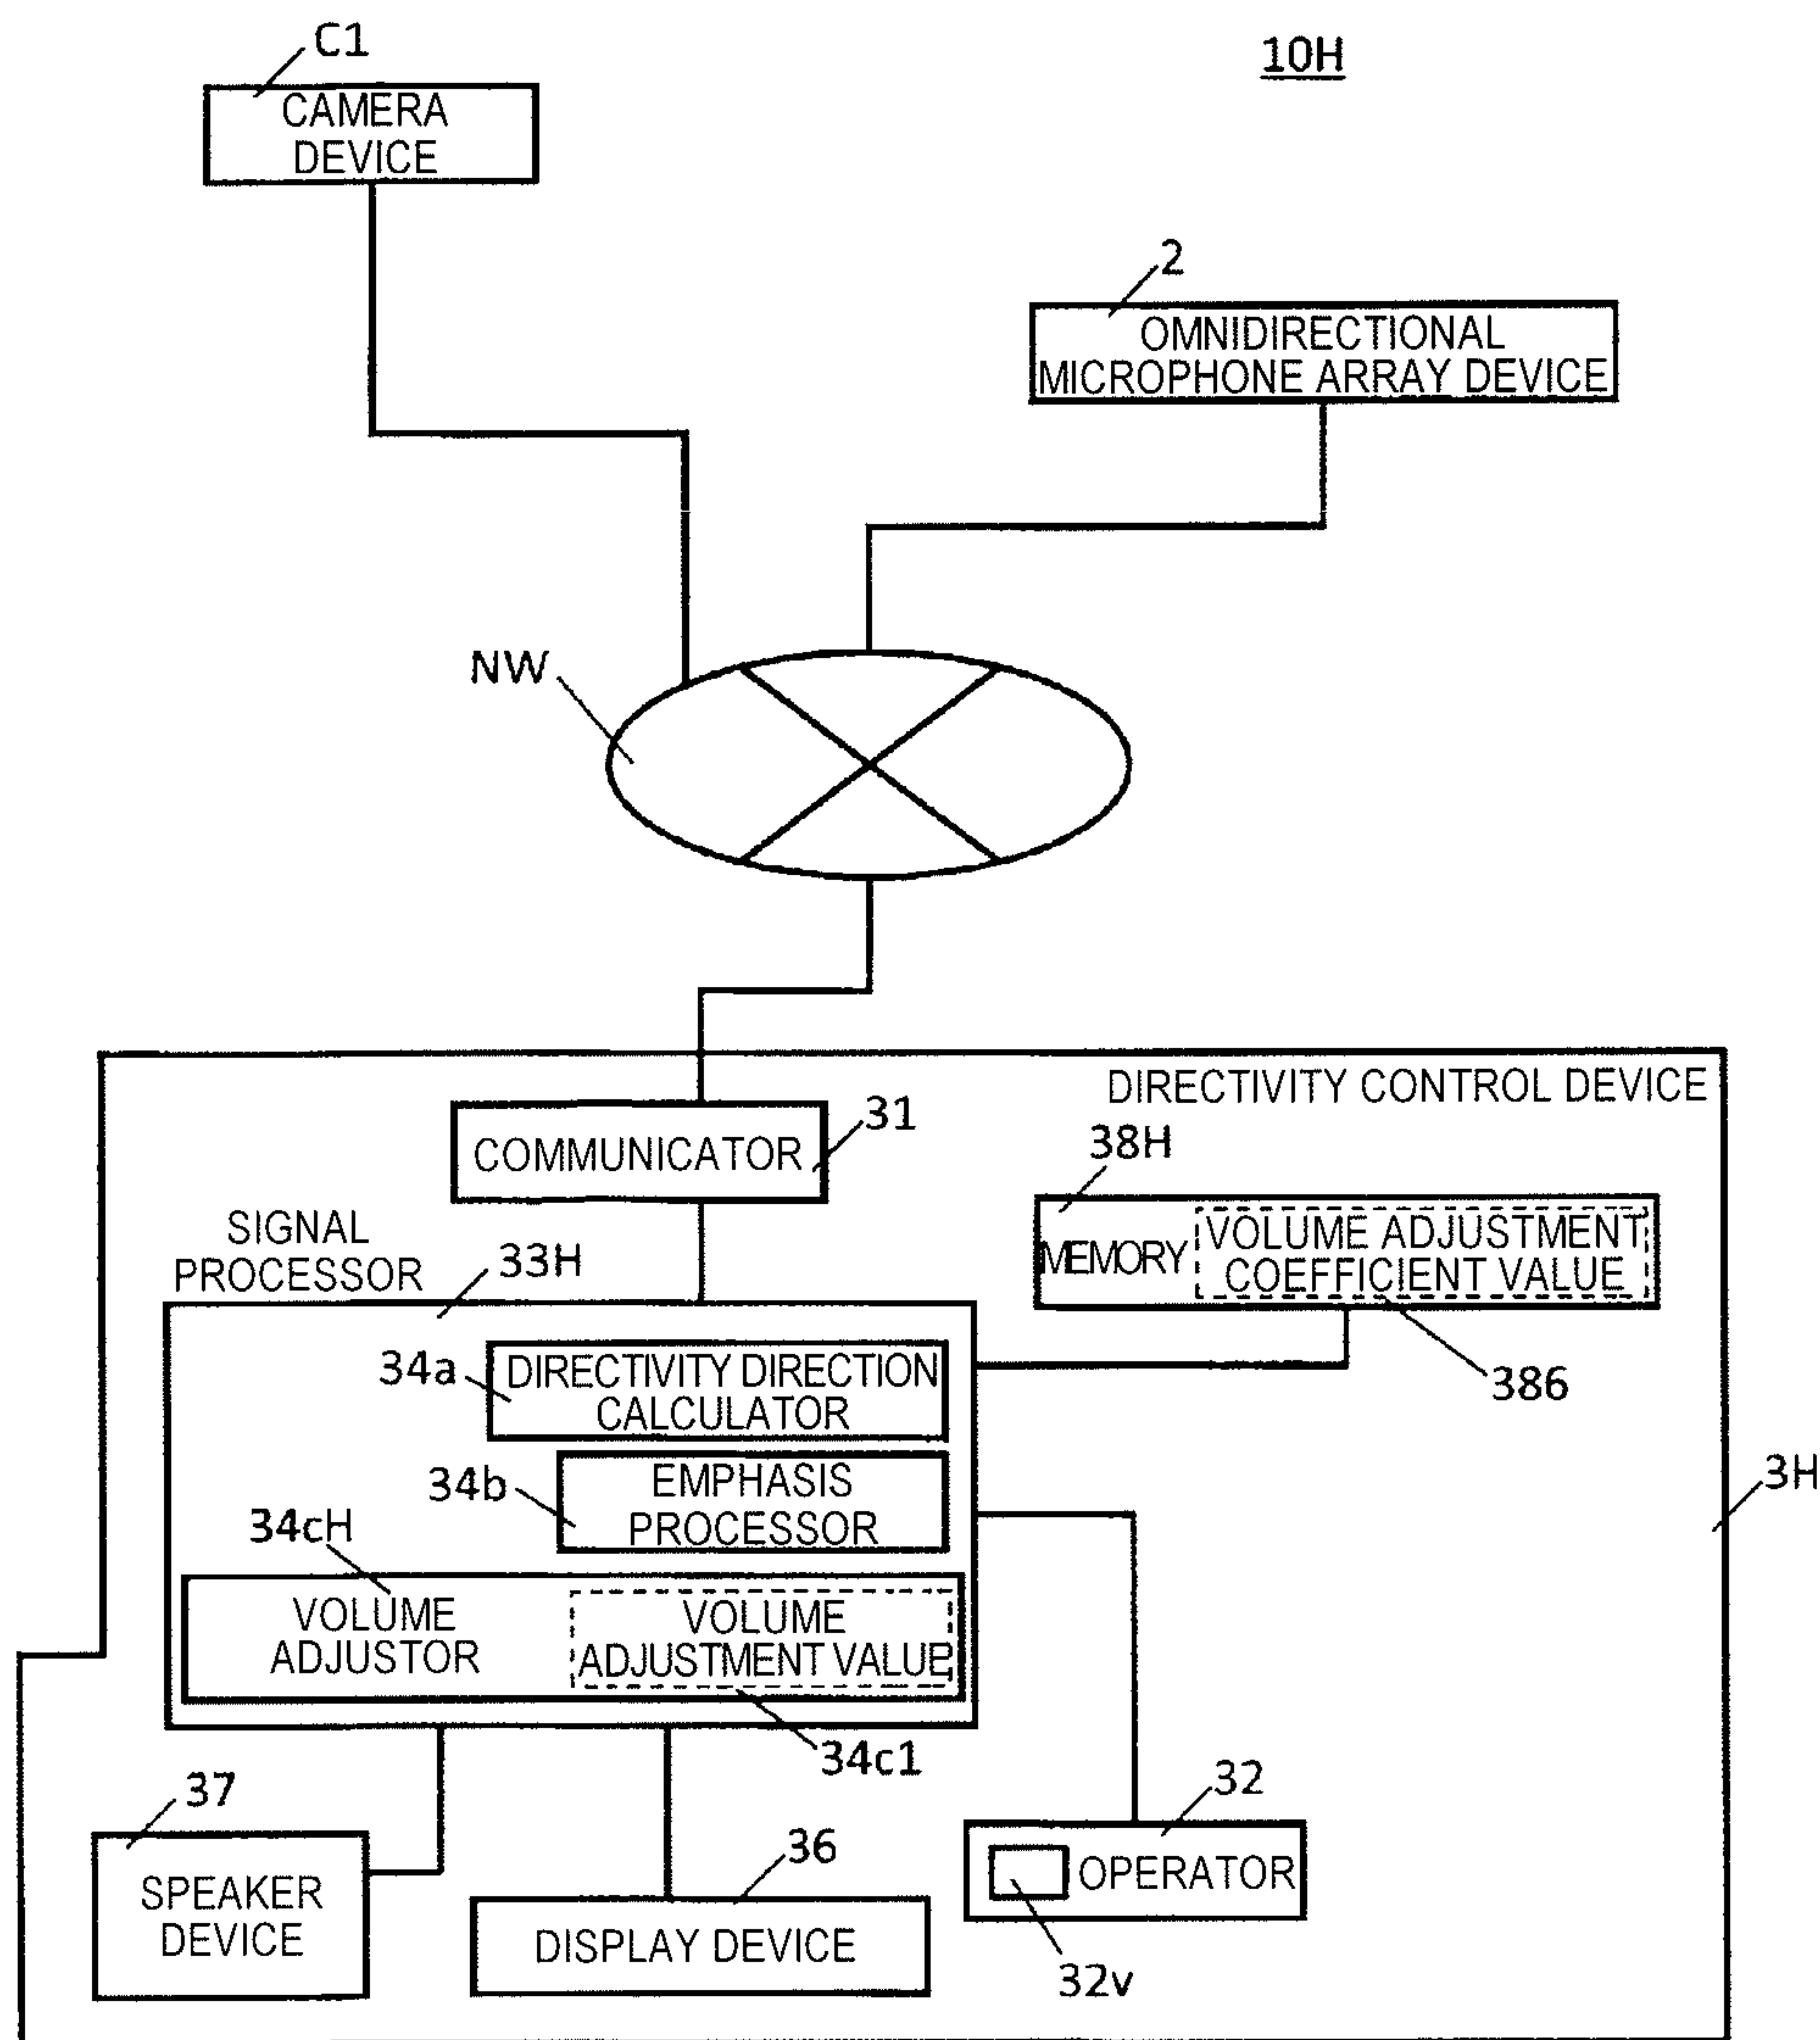 C1
10H
CAMERA
DEVICE
2
OMNIDIRECTIONAL
MICROPHONE ARRAY DEVICE
NW
DIRECTIVITY CONTROL DEVICE
31
COMMUNICATOR
38H
MEMORY
VOLUME ADJUSTMENT
COEFFICIENT VALUE
386
SIGNAL
PROCESSOR
33H
34a
DIRECTIVITY DIRECTION
CALCULATOR
34b
EMPHASIS
PROCESSOR
3H
34cH
VOLUME
ADJUSTOR
VOLUME
ADJUSTMENT VALUE
34c1
37
SPEAKER
DEVICE
36
DISPLAY DEVICE
32
OPERATOR
32v